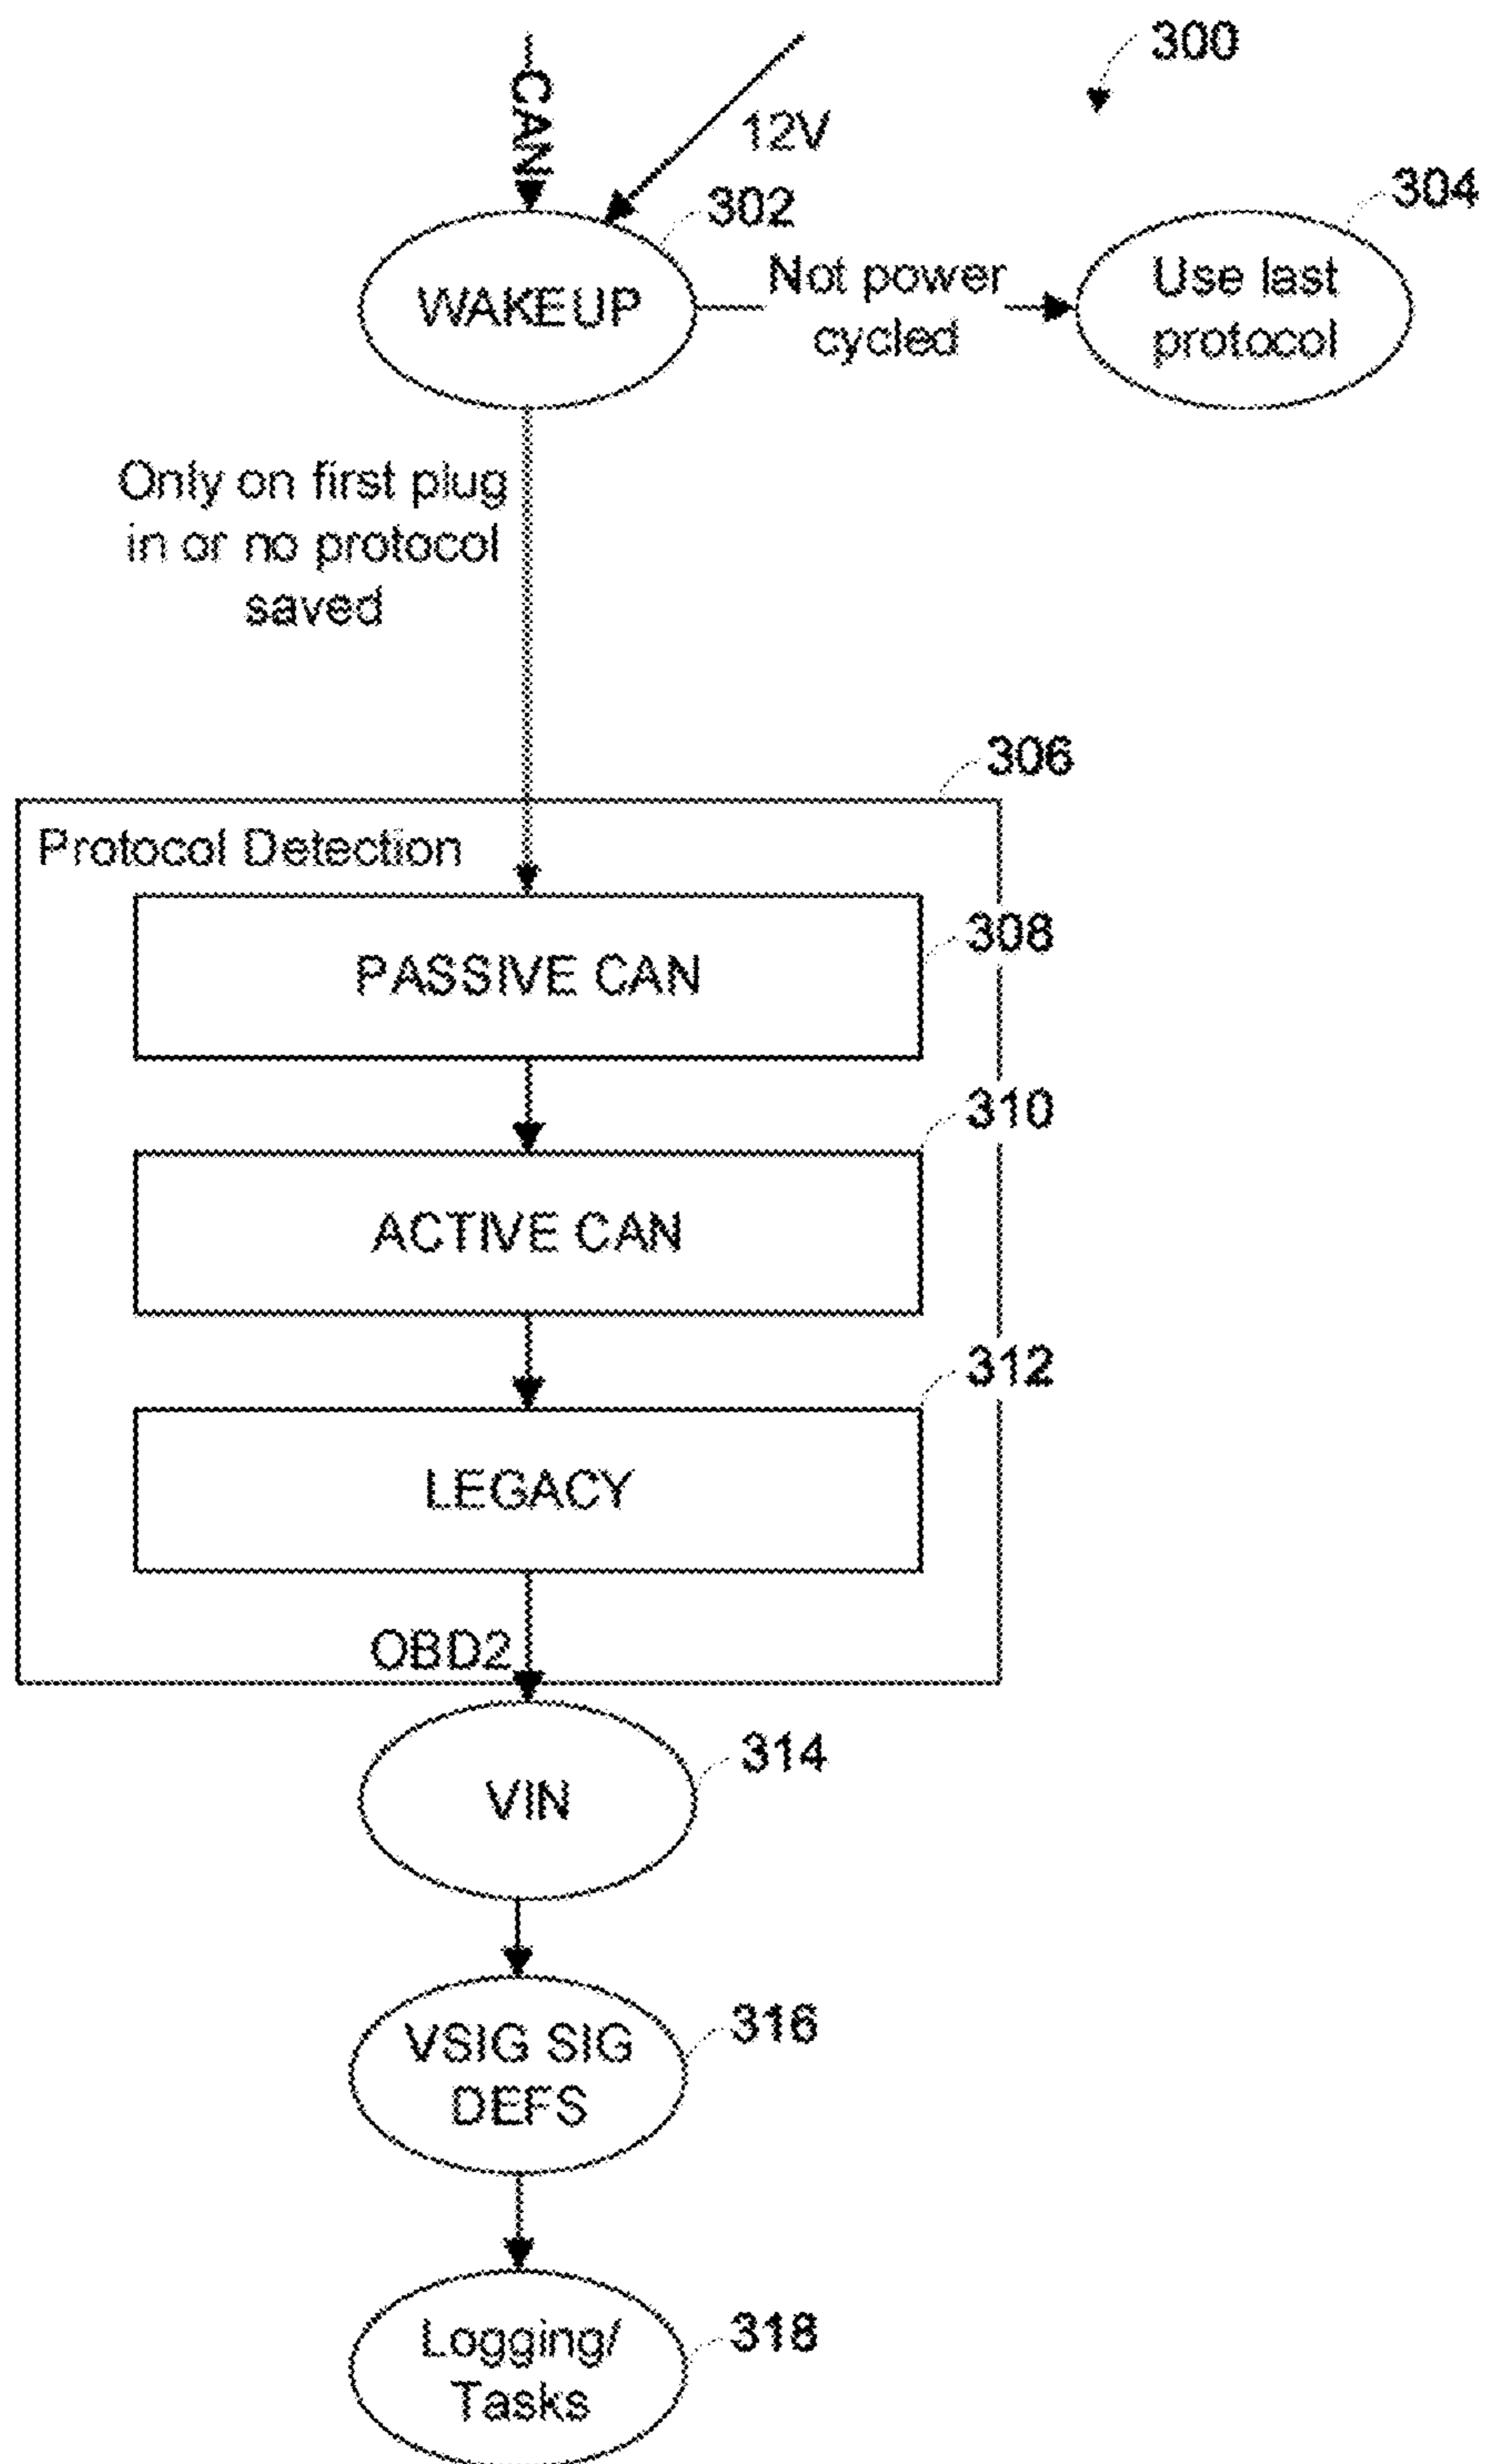 300
CAN
12V
302
304
WAKEUP
Not power
cycled
Use last
protocol
Only on first plug
in or no protocol
saved
306
Protocol Detection
308
PASSIVE CAN
310
ACTIVE CAN
312
LEGACY
OBD2
314
VIN
316
VSIG SIG
DEFS
318
Logging/
Tasks